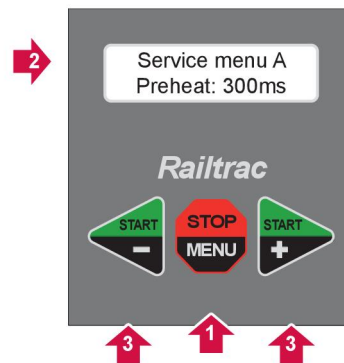 2
Service menu A
Preheat: 300ms
Railtrac
START
-
STOP
MENU
START
+
3
1
3